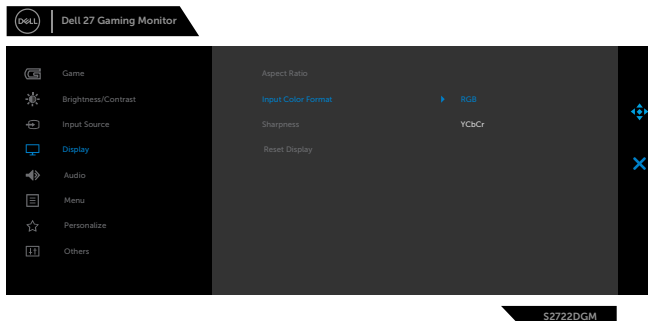 DELL
Dell 27 Gaming Monitor
Game
Aspect Ratio
Brightness/Contrast
Input Color Format
RGB
Input Source
Sharpness
YCbCr
Display
Reset Display
Audio
Menu
Personalize
Others
S2722DGM